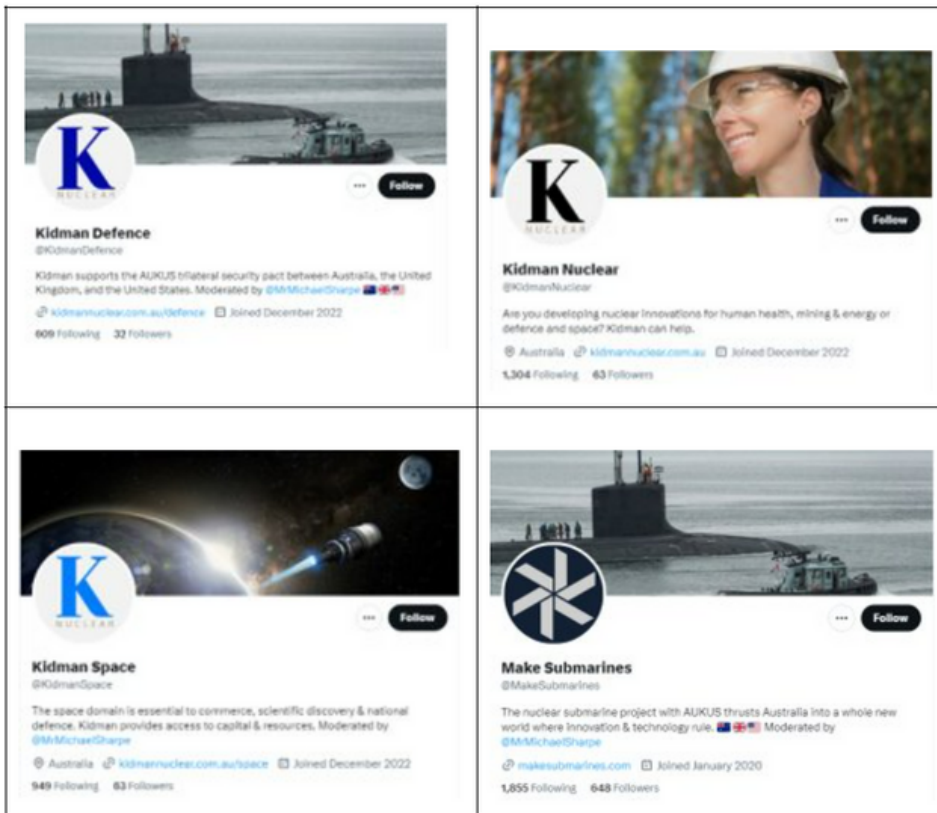 K
NUCLEAR
Follow
Kidman Defence
@KidmanDefence
Kidman supports the AUKUS trilateral security pact between Australia, the United
Kingdom, and the United States. Moderated by @MrMichaelSharpe 🇦🇺 🇬🇧 🇺🇸
kidmannuclear.com.au/defence Joined December 2022
609 Following 32 Followers
K
NUCLEAR
Follow
Kidman Nuclear
@KidmanNuclear
Are you developing nuclear innovations for human health, mining & energy or
defence and space? Kidman can help.
Australia kidmannuclear.com.au Joined December 2022
1,304 Following 63 Followers
K
NUCLEAR
Follow
Kidman Space
@KidmanSpace
The space domain is essential to commerce, scientific discovery & national
defence. Kidman provides access to capital & resources. Moderated by
@MrMichaelSharpe
Australia kidmannuclear.com.au/space Joined December 2022
949 Following 63 Followers
Follow
Make Submarines
@MakeSubmarines
The nuclear submarine project with AUKUS thrusts Australia into a whole new
world where innovation & technology rule. 🇦🇺 🇬🇧 🇺🇸 Moderated by
@MrMichaelSharpe
makesubmarines.com Joined January 2020
1,855 Following 648 Followers